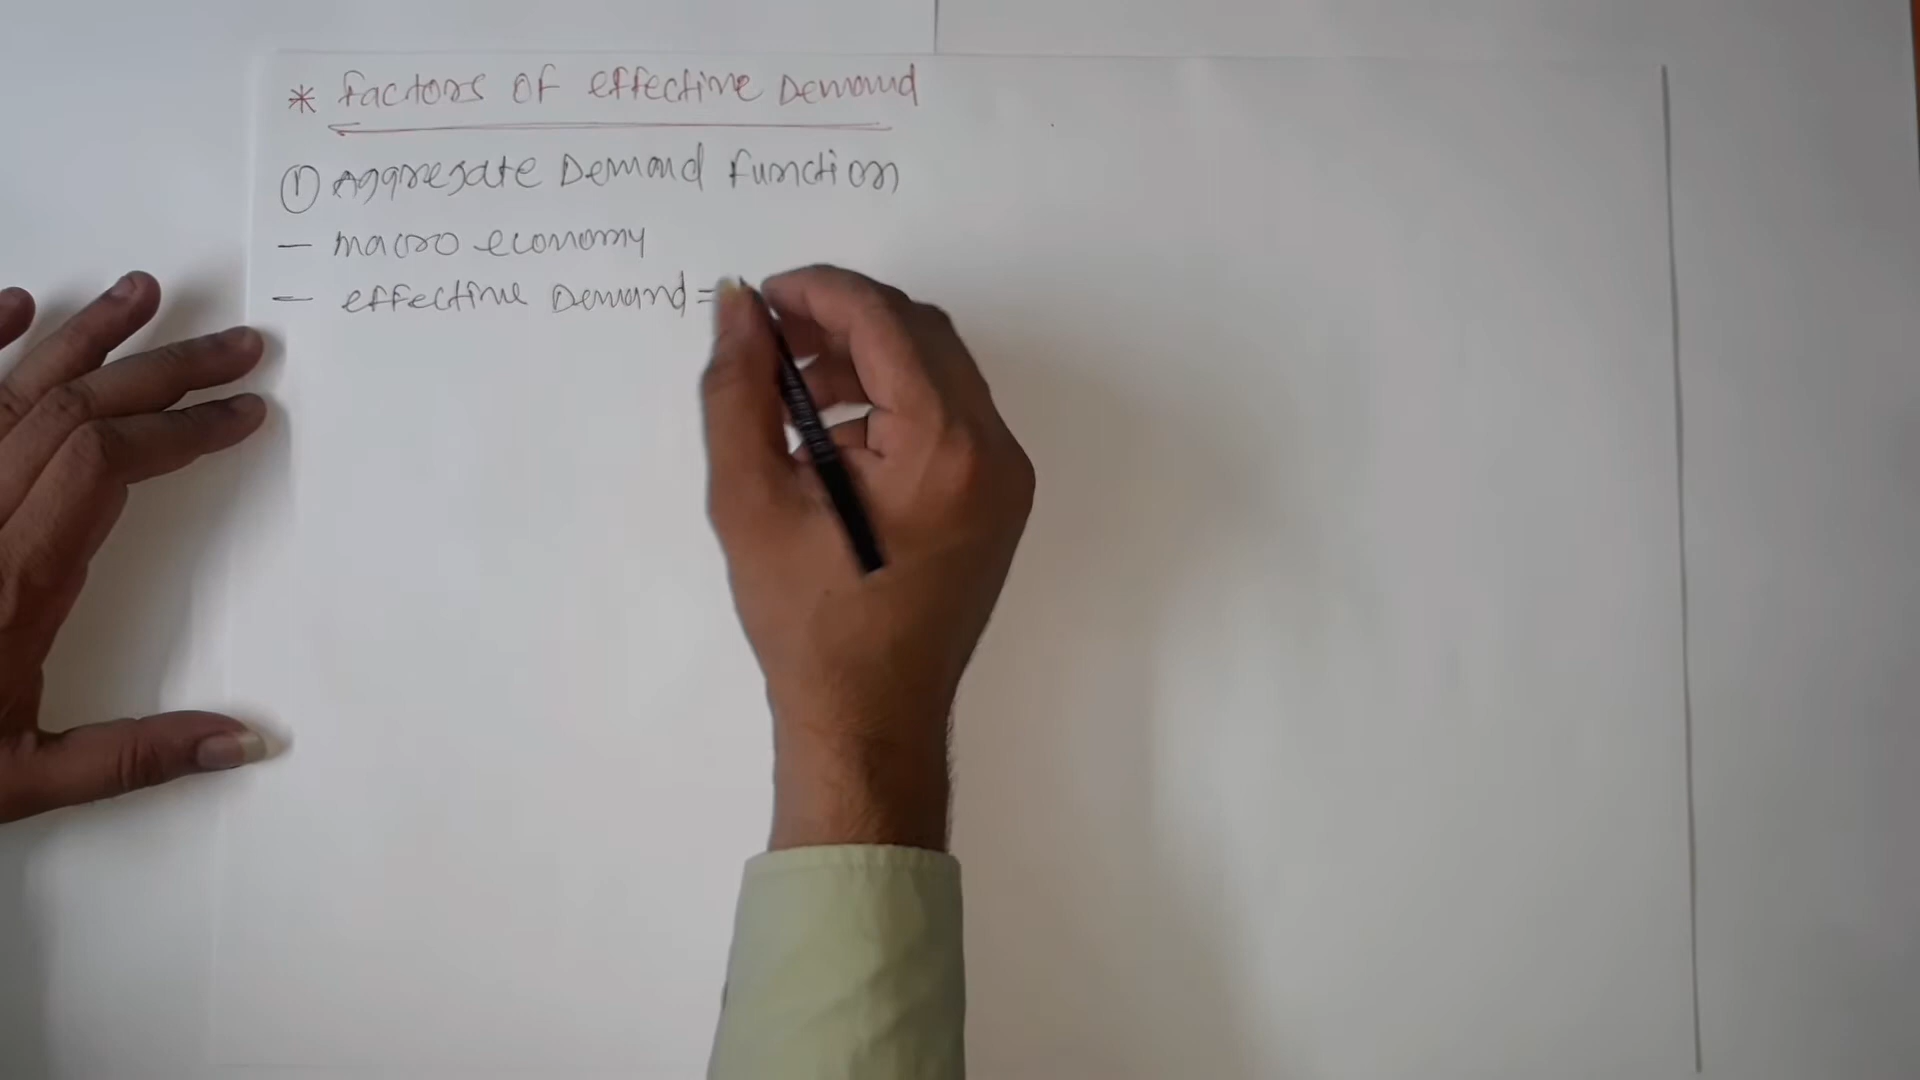 * Factors OF effective Demand
① Aggregate Demand Function
— macro economy
— effective Demand =